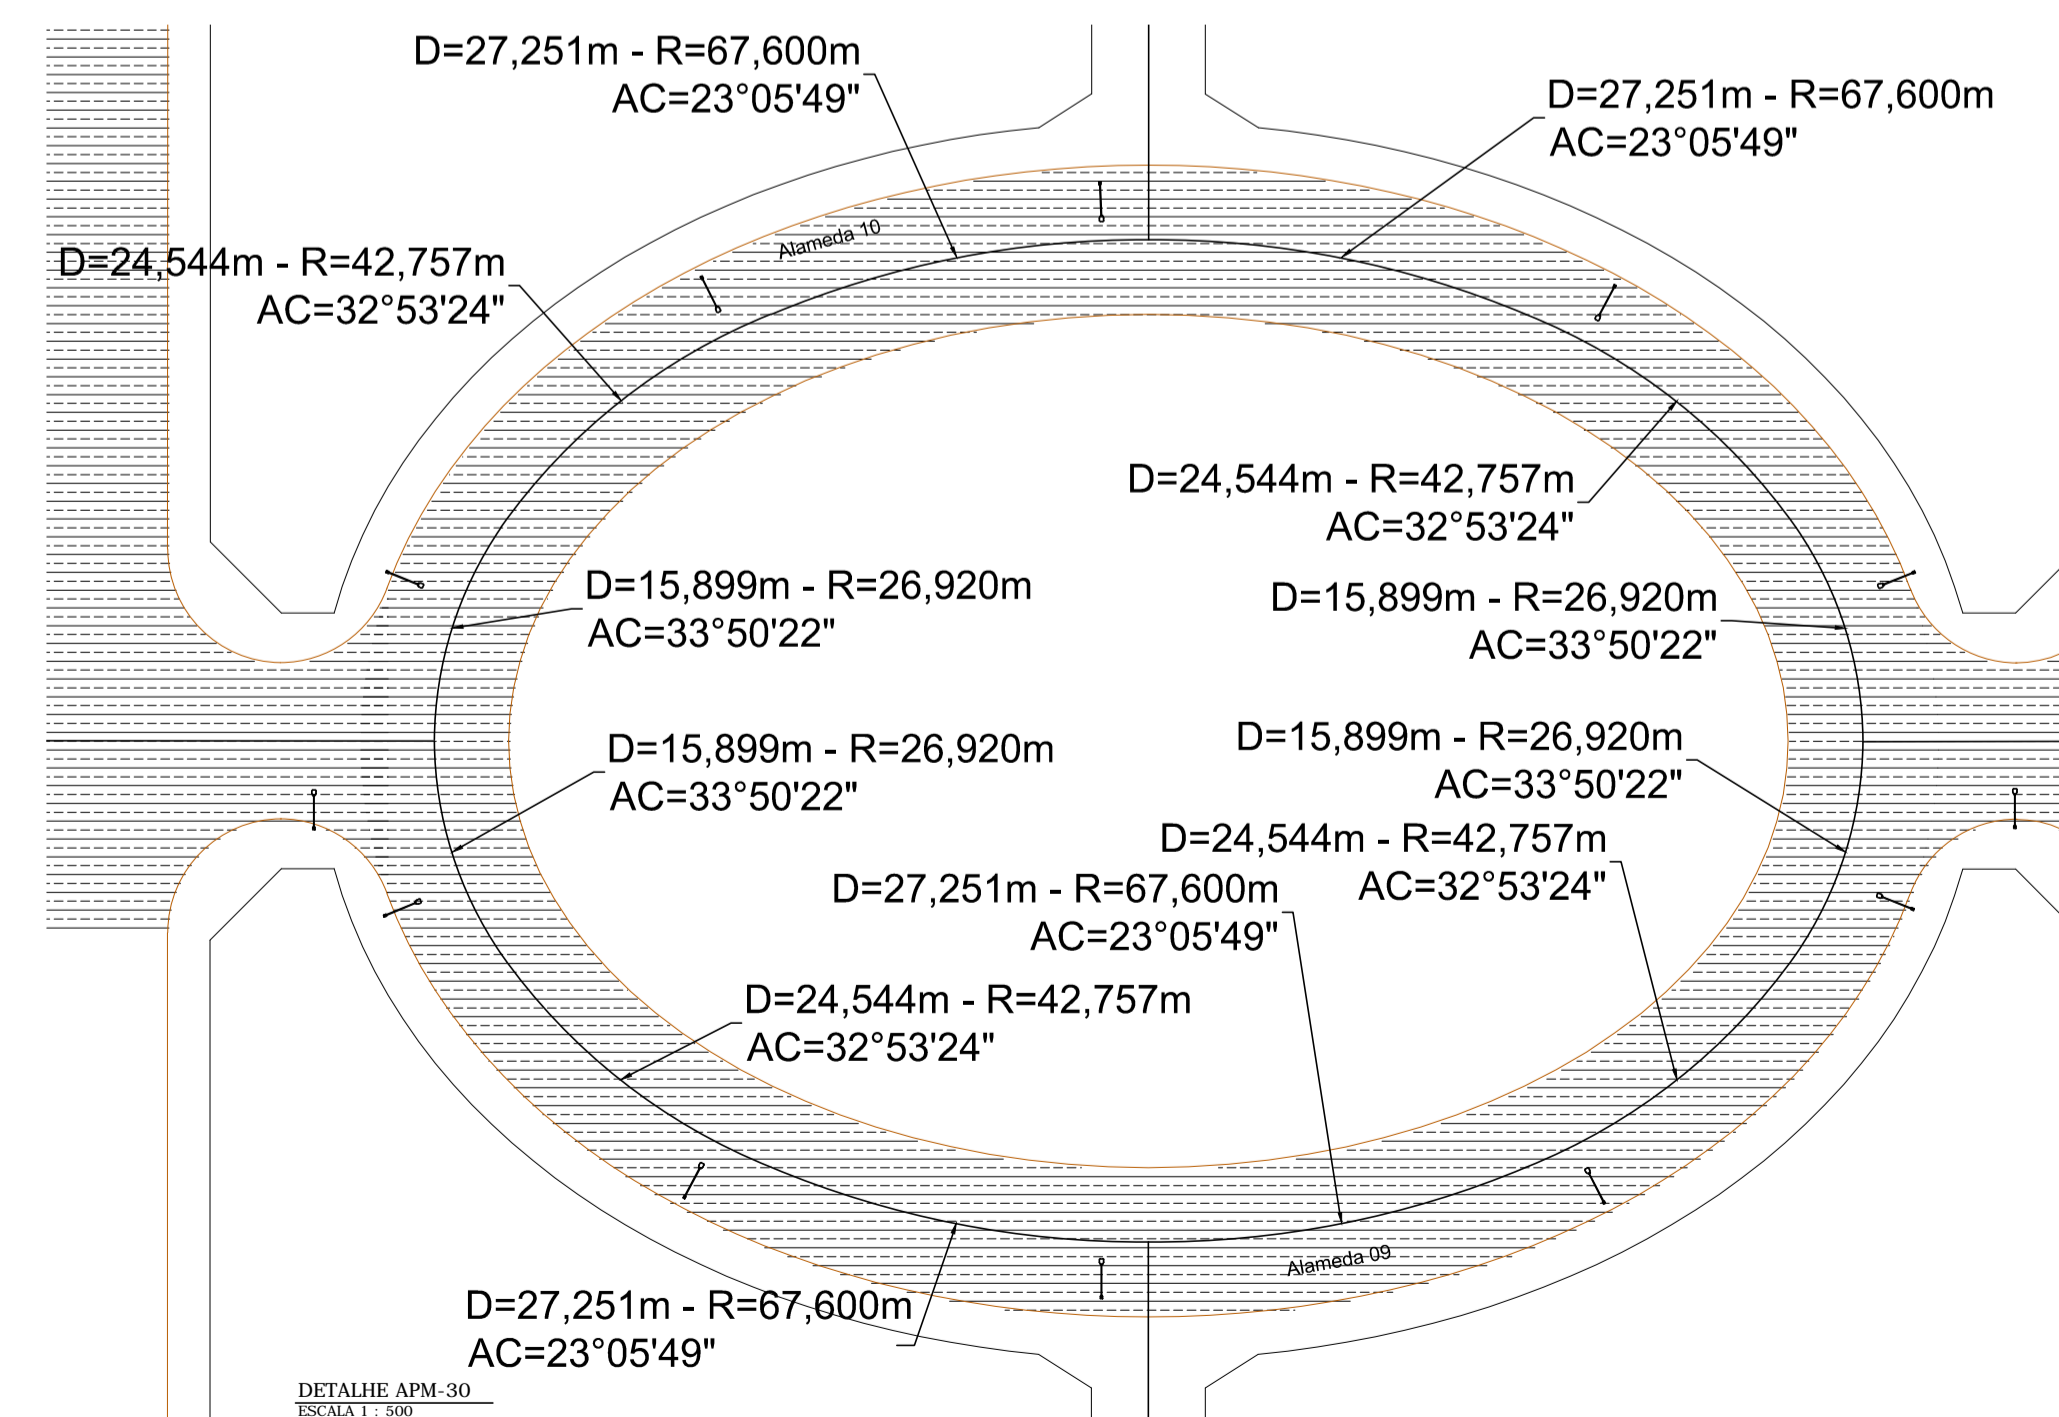 D=27,251m - R=67,600m
AC=23°05'49"
D=27,251m - R=67,600m
AC=23°05'49"
Alameda 10
D=24,544m - R=42,757m
AC=32°53'24"
D=24,544m - R=42,757m
AC=32°53'24"
D=15,899m - R=26,920m
AC=33°50'22"
D=15,899m - R=26,920m
AC=33°50'22"
D=15,899m - R=26,920m
AC=33°50'22"
D=15,899m - R=26,920m
AC=33°50'22"
D=24,544m - R=42,757m
AC=32°53'24"
D=27,251m - R=67,600m
AC=23°05'49"
D=24,544m - R=42,757m
AC=32°53'24"
Alameda 09
D=27,251m - R=67,600m
AC=23°05'49"
DETALHE APM-30
ESCALA 1 : 500